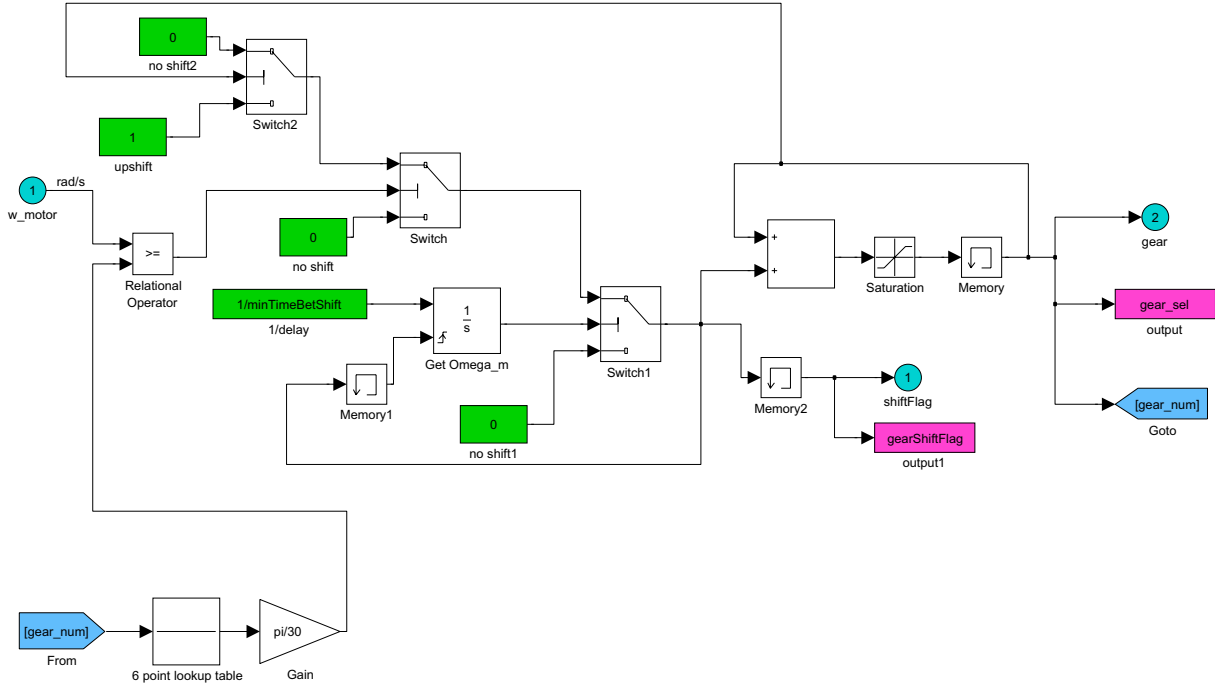 0
no shift2
Switch2
1
upshift
1
rad/s
w_motor
>=
Relational
Operator
Switch
0
no shift
1/minTimeBetShift
1/delay
1
s
Get Omega_m
Memory1
Switch1
0
no shift1
+
+
Saturation
Memory
2
gear
gear_sel
output
[gear_num]
Goto
Memory2
1
shiftFlag
gearShiftFlag
output1
[gear_num]
From
6 point lookup table
pi/30
Gain